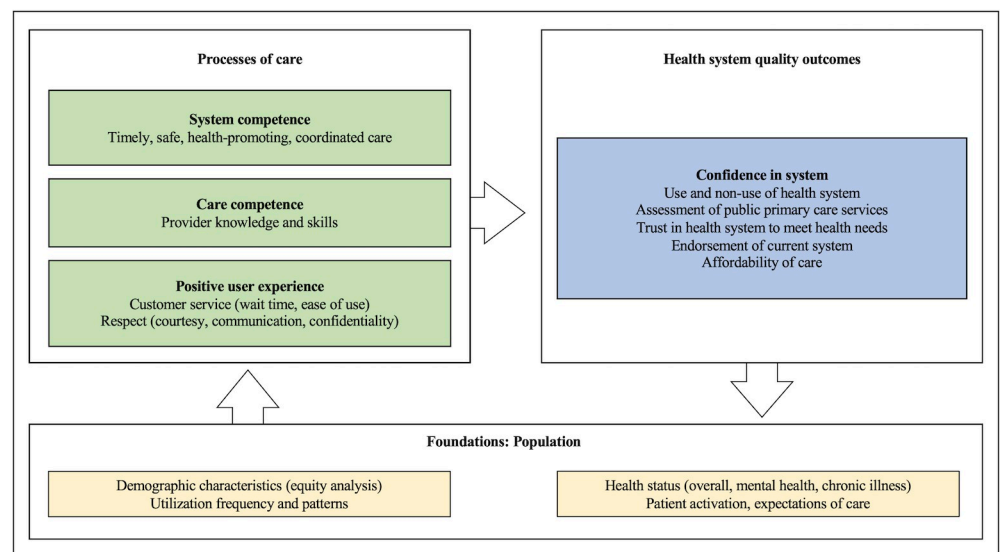 Processes of care
System competence
Timely, safe, health-promoting, coordinated care
Care competence
Provider knowledge and skills
Positive user experience
Customer service (wait time, ease of use)
Respect (courtesy, communication, confidentiality)
Health system quality outcomes
Confidence in system
Use and non-use of health system
Assessment of public primary care services
Trust in health system to meet health needs
Endorsement of current system
Affordability of care
Foundations: Population
Demographic characteristics (equity analysis)
Utilization frequency and patterns
Health status (overall, mental health, chronic illness)
Patient activation, expectations of care